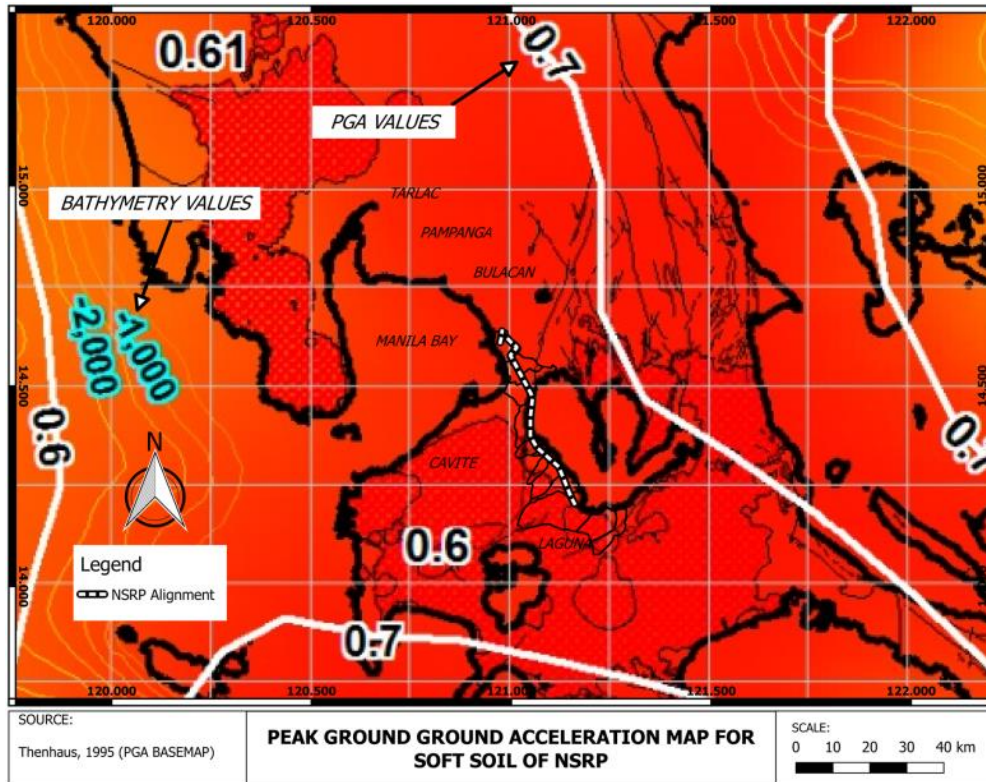 120.000 120.500 121.000 121.500 122.000
0.61
0.7
PGA VALUES
15.000
15.000
TARLAC
BATHYMETRY VALUES
PAMPANGA
BULACAN
-2,000
-1,000
MANILA BAY
14.500
14.500
0.6
0.7
N
CAVITE
0.6
LAGUNA
Legend
NSRP Alignment
14.000
14.000
0.7
120.000 120.500 121.000 121.500 122.000
SOURCE:
Thenhaus, 1995 (PGA BASEMAP)
PEAK GROUND GROUND ACCELERATION MAP FOR
SOFT SOIL OF NSRP
SCALE:
0 10 20 30 40 km